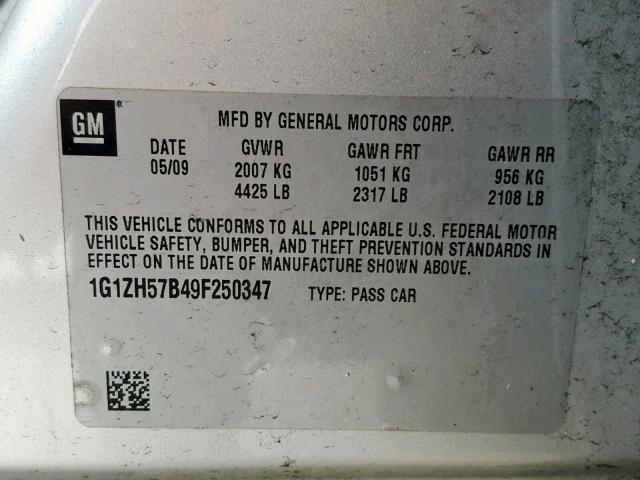 GM®
MFD BY GENERAL MOTORS CORP.
DATE GVWR GAWR FRT GAWR RR
05/09 2007 KG 1051 KG 956 KG
4425 LB 2317 LB 2108 LB
THIS VEHICLE CONFORMS TO ALL APPLICABLE U.S. FEDERAL MOTOR
VEHICLE SAFETY, BUMPER, AND THEFT PREVENTION STANDARDS IN
EFFECT ON THE DATE OF MANUFACTURE SHOWN ABOVE.
1G1ZH57B49F250347 TYPE: PASS CAR